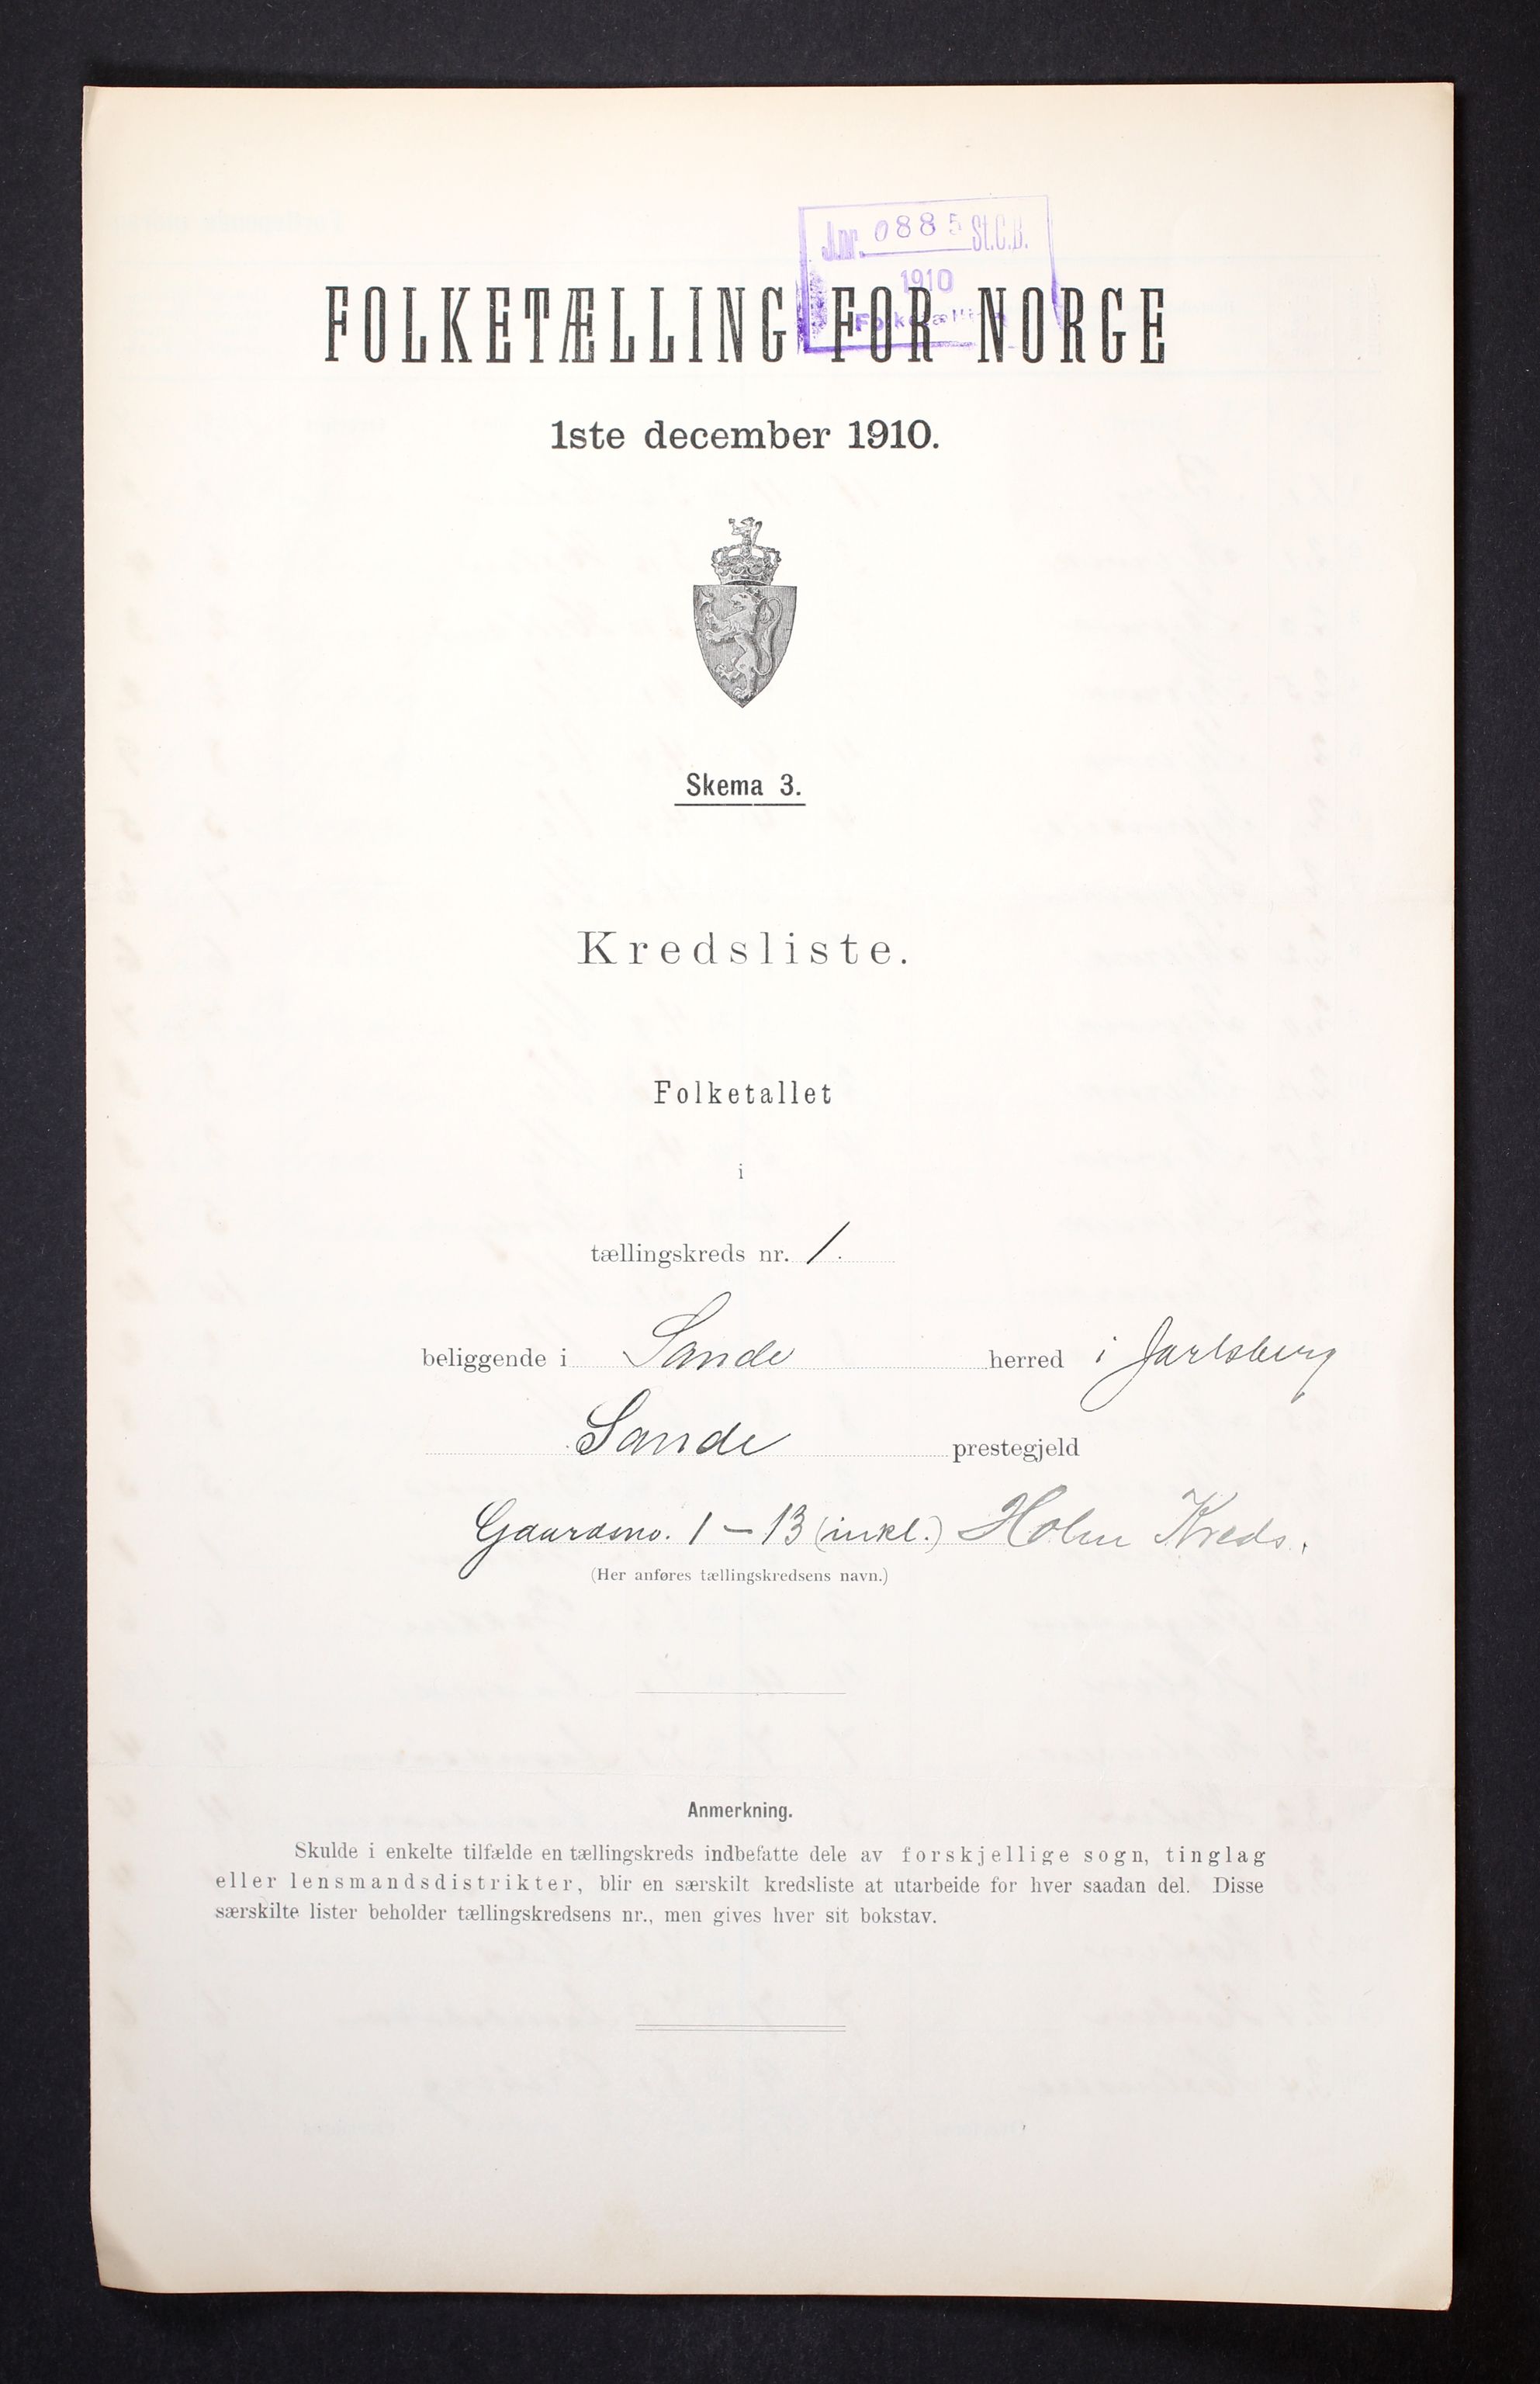 J.nr. 0885 St.C.B.
1910
Folketælling
FOLKETÆLLING FOR NORGE
1ste december 1910.
Skema 3.
Kredsliste.
Folketallet
i
tællingskreds nr. 1.
beliggende i Sande herred i Jarlsberg
Sande prestegjeld
Gaardsno. 1 – 13 (inkl.) Holm Kreds.
(Her anføres tællingskredsens navn.)
Anmerkning.
Skulde i enkelte tilfælde en tællingskreds indbefatte dele av forskjellige sogn, tinglag
eller lensmandsdistrikter, blir en særskilt kredsliste at utarbeide for hver saadan del. Disse
særskilte lister beholder tællingskredsens nr., men gives hver sit bokstav.